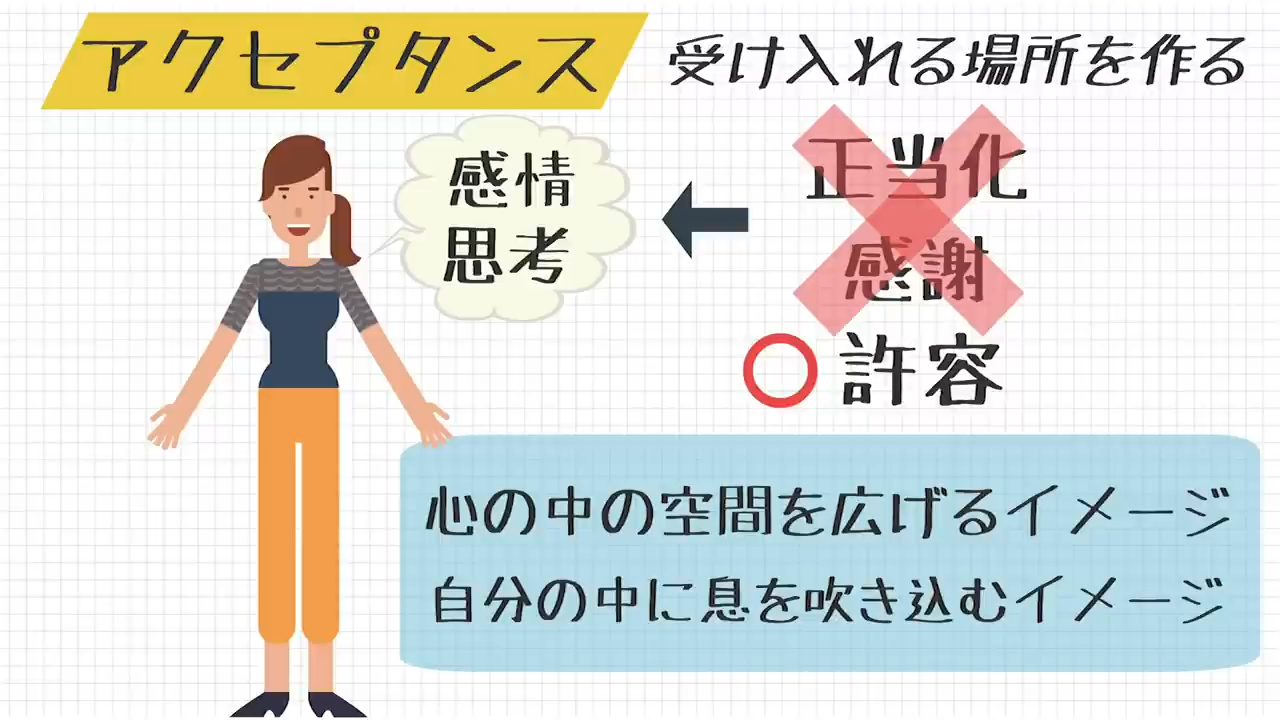 アクセプタンス
受け入れる場所を作る
感情
思考
正当化
感謝
許容
心の中の空間を広げるイメージ
自分の中に息を吹き込むイメージ